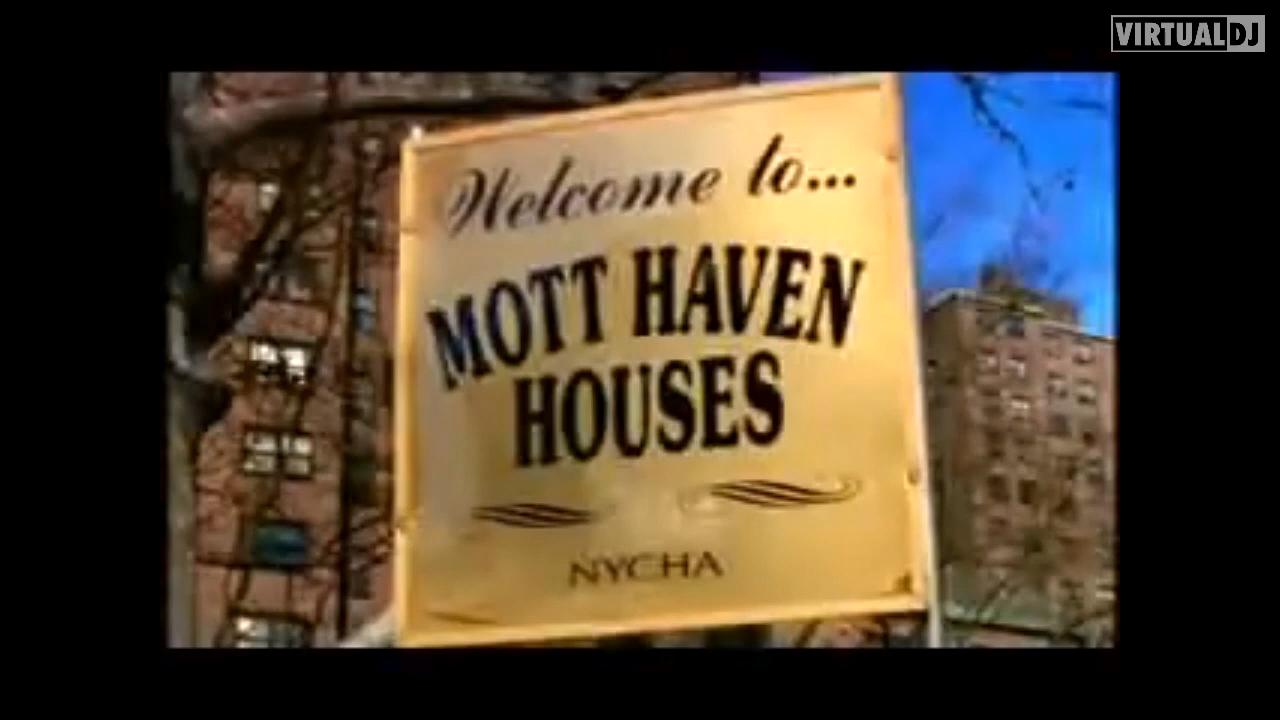 VIRTUALDJ
Welcome to...
MOTT HAVEN
HOUSES
NYCHA